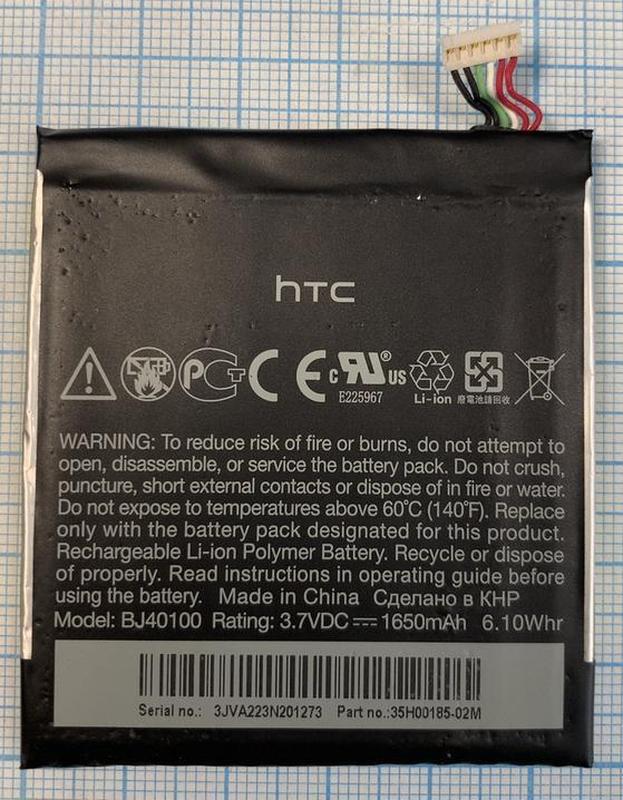 hTC
PCT CE c RU ® US
E225967
Li-ion 廢電池請回收
WARNING: To reduce risk of fire or burns, do not attempt to
open, disassemble, or service the battery pack. Do not crush,
puncture, short external contacts or dispose of in fire or water.
Do not expose to temperatures above 60°C (140°F). Replace
only with the battery pack designated for this product.
Rechargeable Li-ion Polymer Battery. Recycle or dispose
of properly. Read instructions in operating guide before
using the battery. Made in China Сделано в КНР
Model: BJ40100 Rating: 3.7VDC ⎓ 1650mAh 6.10Whr
Serial no.: 3JVA223N201273 Part no.:35H00185-02M